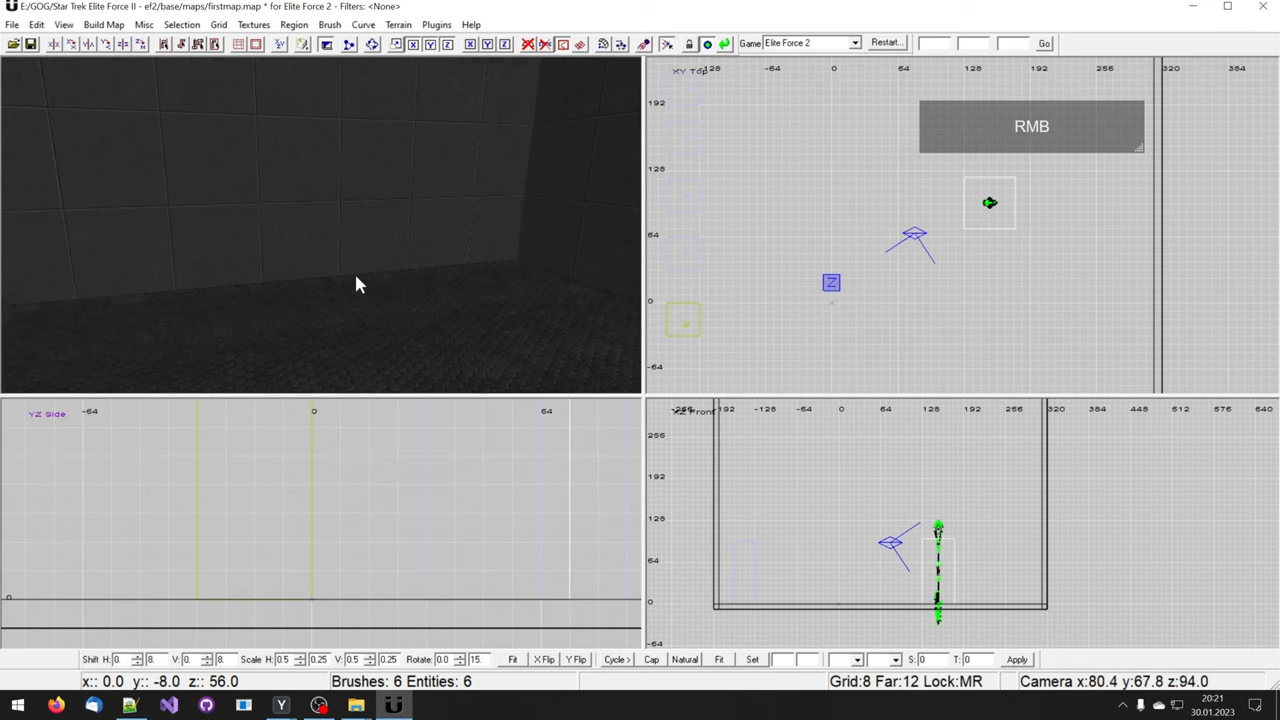 E:/GOG/Star Trek Elite Force II - ef2/base/maps/firstmap.map * for Elite Force 2 - Filters: <None>
File Edit View Build Map Misc Selection Grid Textures Region Brush Curve Terrain Plugins Help
Game Elite Force 2 Restart... Go
XY Top -128 -64 0 64 128 192 256 320 384
192
RMB
128
64
Z
0
-64
YZ Side -64 0 64
XZ Front 192 -128 -64 0 64 128 192 256 320 384 448 512 576 640
256
192
128
64
0
0
-64
Shift H: 0. 8. V: 0. 8. Scale H: 0.5 0.25 V: 0.5 0.25 Rotate: 0.0 15. Fit X Flip Y Flip Cycle> Cap Natural Fit Set S: 0 T: 0 Apply
x:: 0.0 y:: -8.0 z:: 56.0 Brushes: 6 Entities: 6 Grid:8 Far:12 Lock:MR Camera x:80.4 y:67.8 z:94.0
20:21
30.01.2023